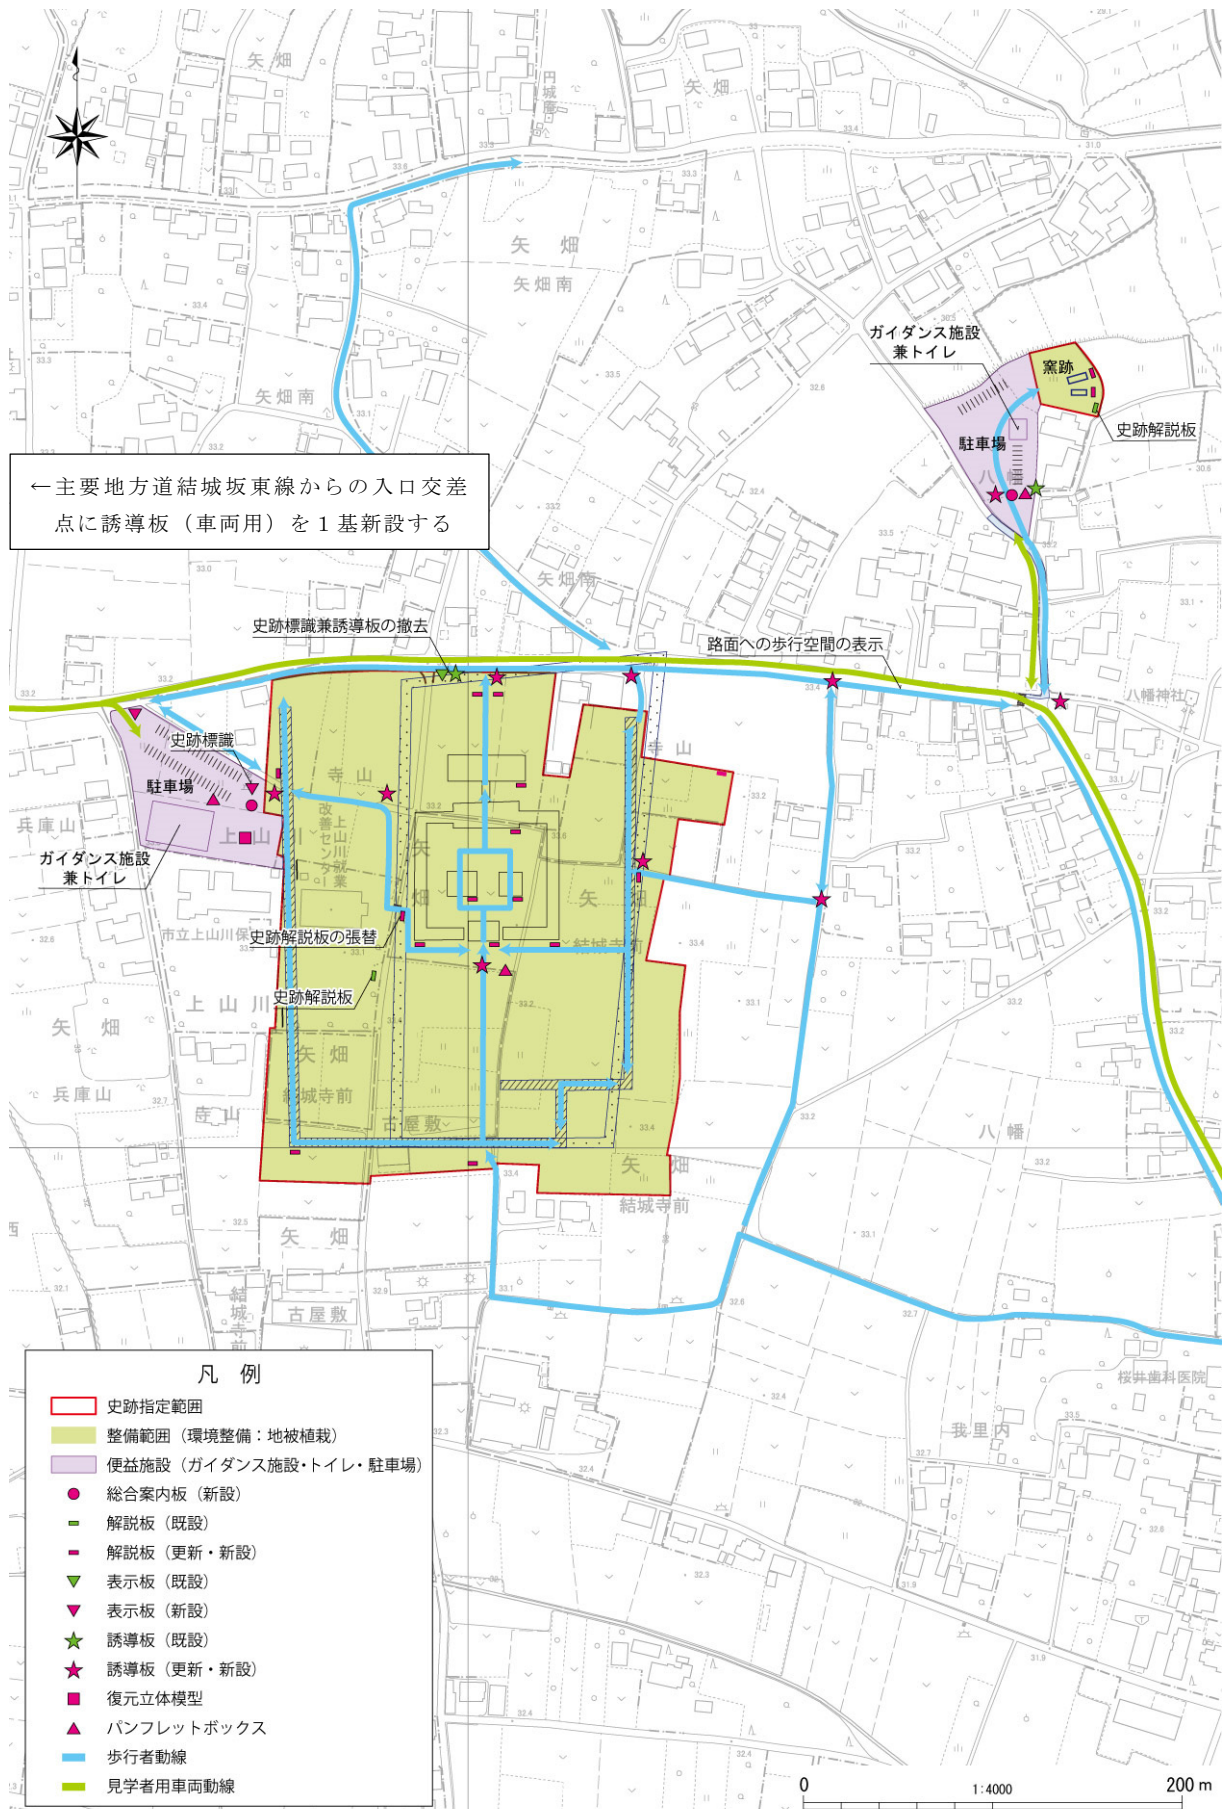 矢 畑
円城庵
矢 畑
矢 畑
矢畑南
ガイダンス施設
兼トイレ
窯跡
史跡解説板
駐車場
八幡
矢畑南
←主要地方道結城坂東線からの入口交差
点に誘導板（車両用）を１基新設する
矢畑南
史跡標識兼誘導板の撤去
路面への歩行空間の表示
八幡神社
史跡標識
寺 山
寺 山
駐車場
兵庫山
上 山 川
上山川就業
改善センター
矢 畑
矢 畑
ガイダンス施設
兼トイレ
市立上山川保
史跡解説板の張替
結城寺前
史跡解説板
上 山 川
矢 畑
矢 畑
兵庫山
結城寺前
寺 山
古屋敷
八 幡
矢 畑
結城寺前
矢 畑
西
古屋敷
結城寺前
桜井歯科医院
我里内
凡 例
史跡指定範囲
整備範囲（環境整備：地被植栽）
便益施設（ガイダンス施設・トイレ・駐車場）
総合案内板（新設）
解説板（既設）
解説板（更新・新設）
表示板（既設）
表示板（新設）
誘導板（既設）
誘導板（更新・新設）
復元立体模型
パンフレットボックス
歩行者動線
見学者用車両動線
0 1:4000 200 m